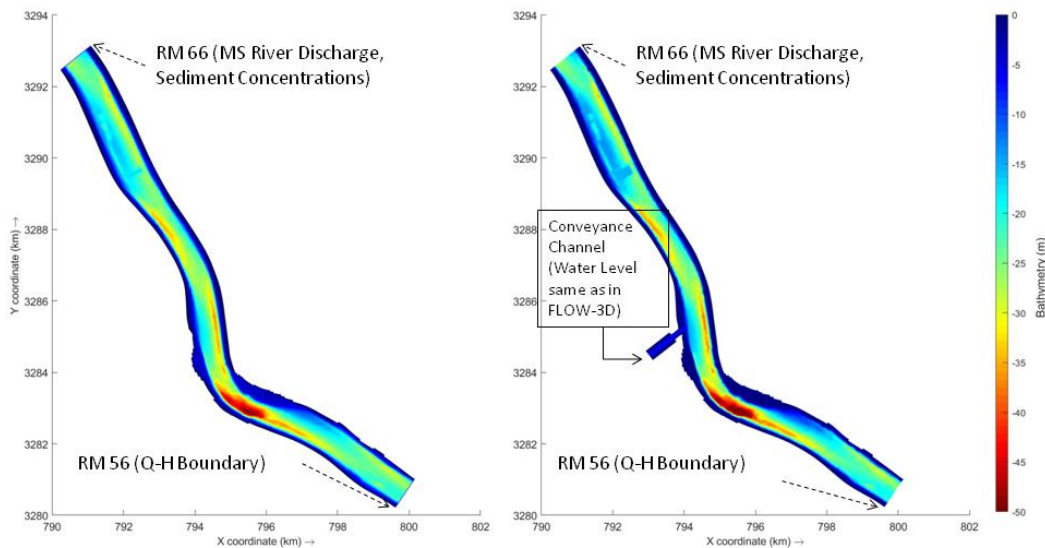 3294
3292
3290
3288
3286
3284
3282
3280
Y coordinate (km) →
790
792
794
796
798
800
802
X coordinate (km) →
RM 66 (MS River Discharge,
Sediment Concentrations)
RM 56 (Q-H Boundary)
3294
3292
3290
3288
3286
3284
3282
3280
790
792
794
796
798
800
802
X coordinate (km) →
RM 66 (MS River Discharge,
Sediment Concentrations)
Conveyance
Channel
(Water Level
same as in
FLOW-3D)
RM 56 (Q-H Boundary)
0
-5
-10
-15
-20
-25
-30
-35
-40
-45
-50
Bathymetry (m)